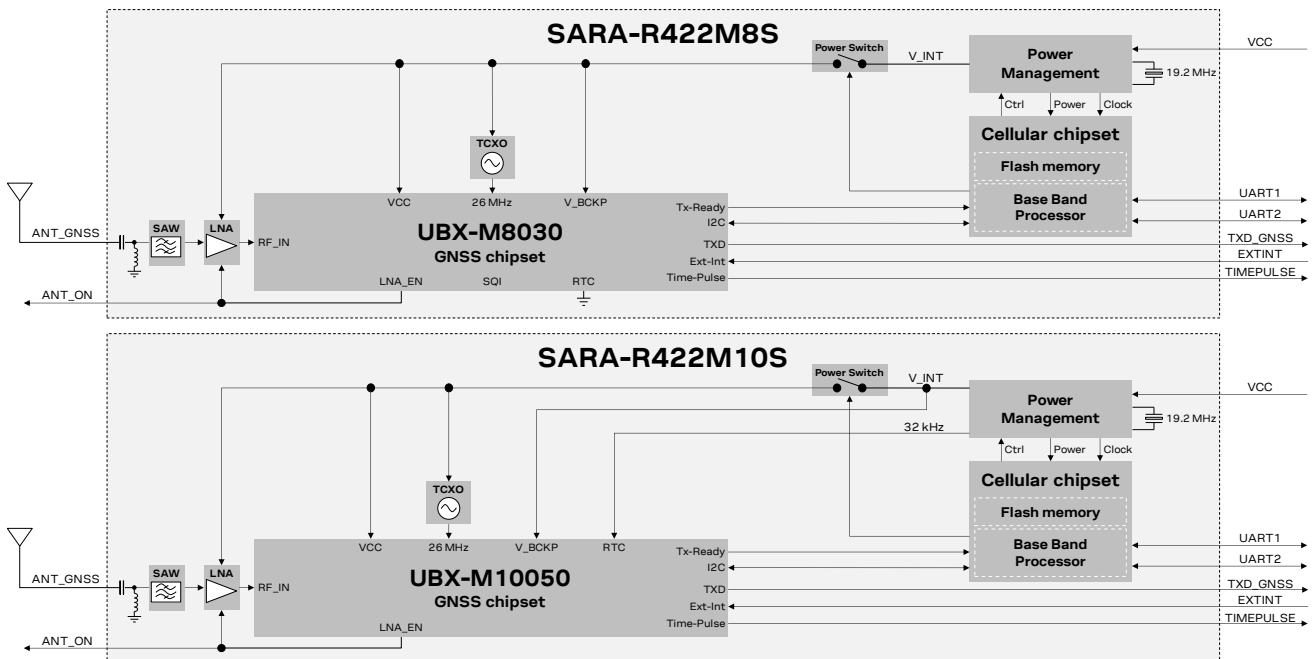 SARA-R422M8S
Power Switch
V_INT
Power
Management
VCC
19.2 MHz
Ctrl
Power
Clock
Cellular chipset
Flash memory
Base Band
Processor
TCXO
VCC
26 MHz
V_BCKP
UBX-M8030
GNSS chipset
ANT_GNSS
SAW
LNA
RF_IN
LNA_EN
SQI
RTC
Tx-Ready
I2C
TXD
Ext-Int
Time-Pulse
UART1
UART2
TXD_GNSS
EXTINT
TIMEPULSE
ANT_ON
SARA-R422M10S
Power Switch
V_INT
Power
Management
VCC
19.2 MHz
32 kHz
Ctrl
Power
Clock
Cellular chipset
Flash memory
Base Band
Processor
TCXO
VCC
26 MHz
V_BCKP
RTC
UBX-M10050
GNSS chipset
ANT_GNSS
SAW
LNA
RF_IN
LNA_EN
Tx-Ready
I2C
TXD
Ext-Int
Time-Pulse
UART1
UART2
TXD_GNSS
EXTINT
TIMEPULSE
ANT_ON